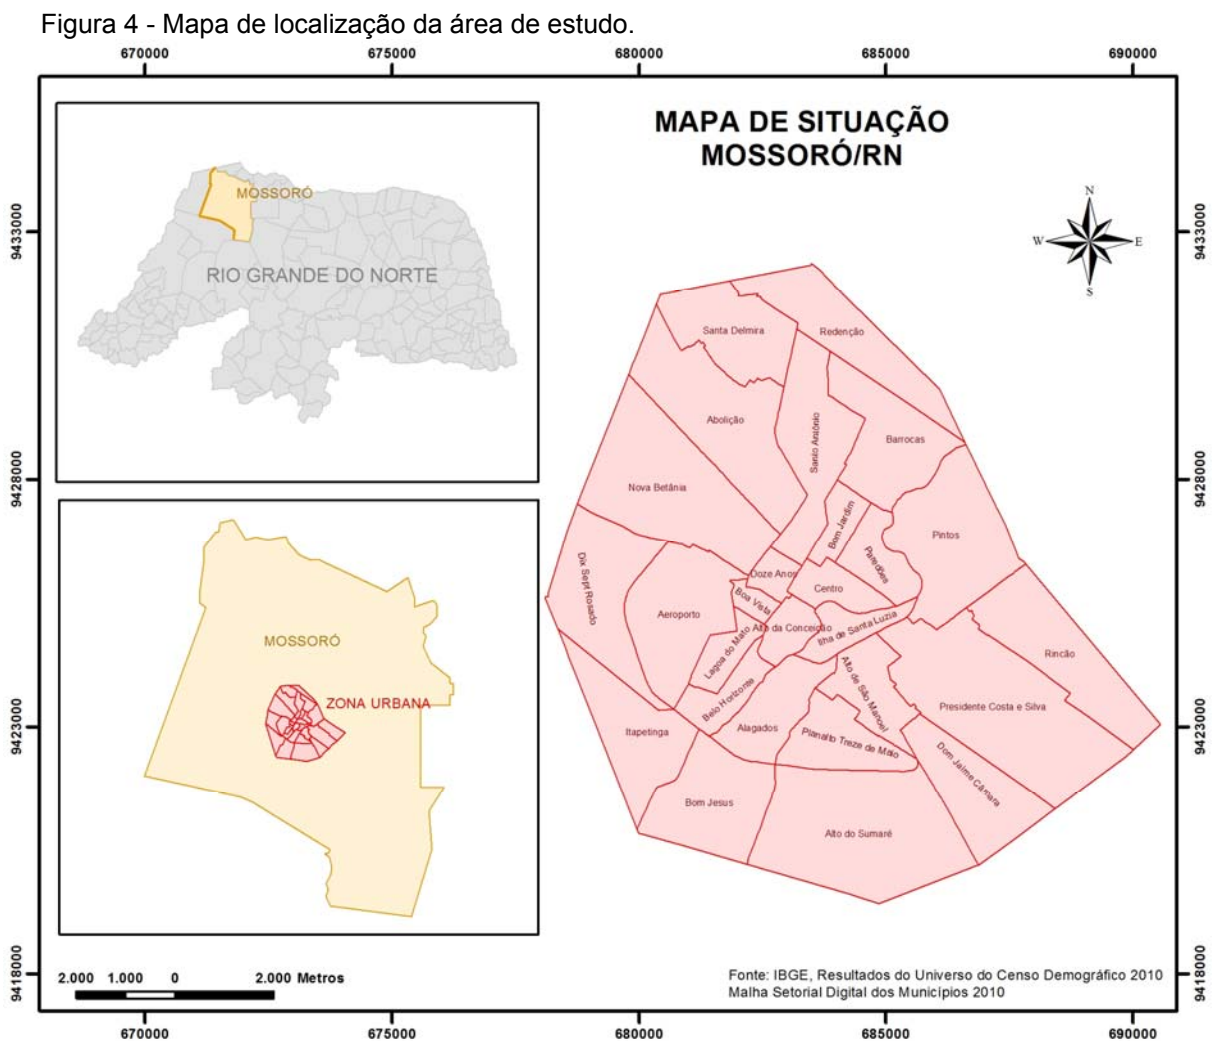 Figura 4 - Mapa de localização da área de estudo.
670000 675000 680000 685000 690000
MAPA DE SITUAÇÃO
MOSSORÓ/RN
MOSSORÓ
RIO GRANDE DO NORTE
N
W E
S
9433000 9433000
Santa Delmira
Redenção
Abolição
Santo Antônio
Barrocas
9428000 9428000
Nova Betânia
Bom Jardim
Pintos
Paredões
Dix Sept Rosado
Doze Anos
Centro
Boa Vista
Aeroporto
Alto da Conceição
Ilha de Santa Luzia
Lagoa do Mato
Rincão
Belo Horizonte
Alto de São Manoel
Presidente Costa e Silva
Itapetinga
Alagados
Planalto Treze de Maio
Dom Jaime Câmara
Bom Jesus
Alto do Sumaré
MOSSORÓ
ZONA URBANA
9423000 9423000
9418000 9418000
2.000 1.000 0 2.000 Metros
Fonte: IBGE, Resultados do Universo do Censo Demográfico 2010
Malha Setorial Digital dos Municípios 2010
670000 675000 680000 685000 690000